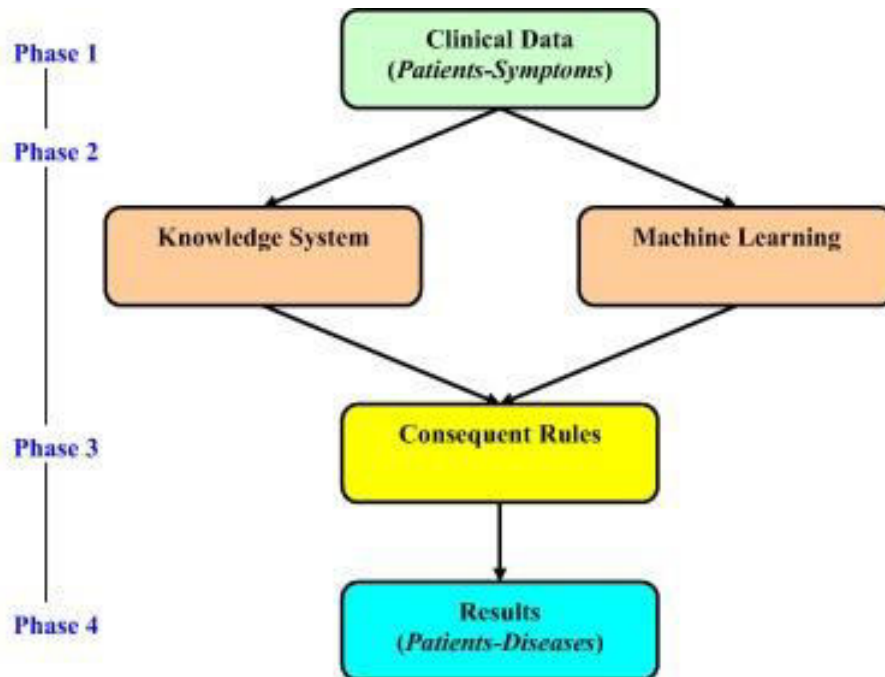 Phase 1
Clinical Data
(Patients-Symptoms)
Phase 2
Knowledge System
Machine Learning
Phase 3
Consequent Rules
Phase 4
Results
(Patients-Diseases)